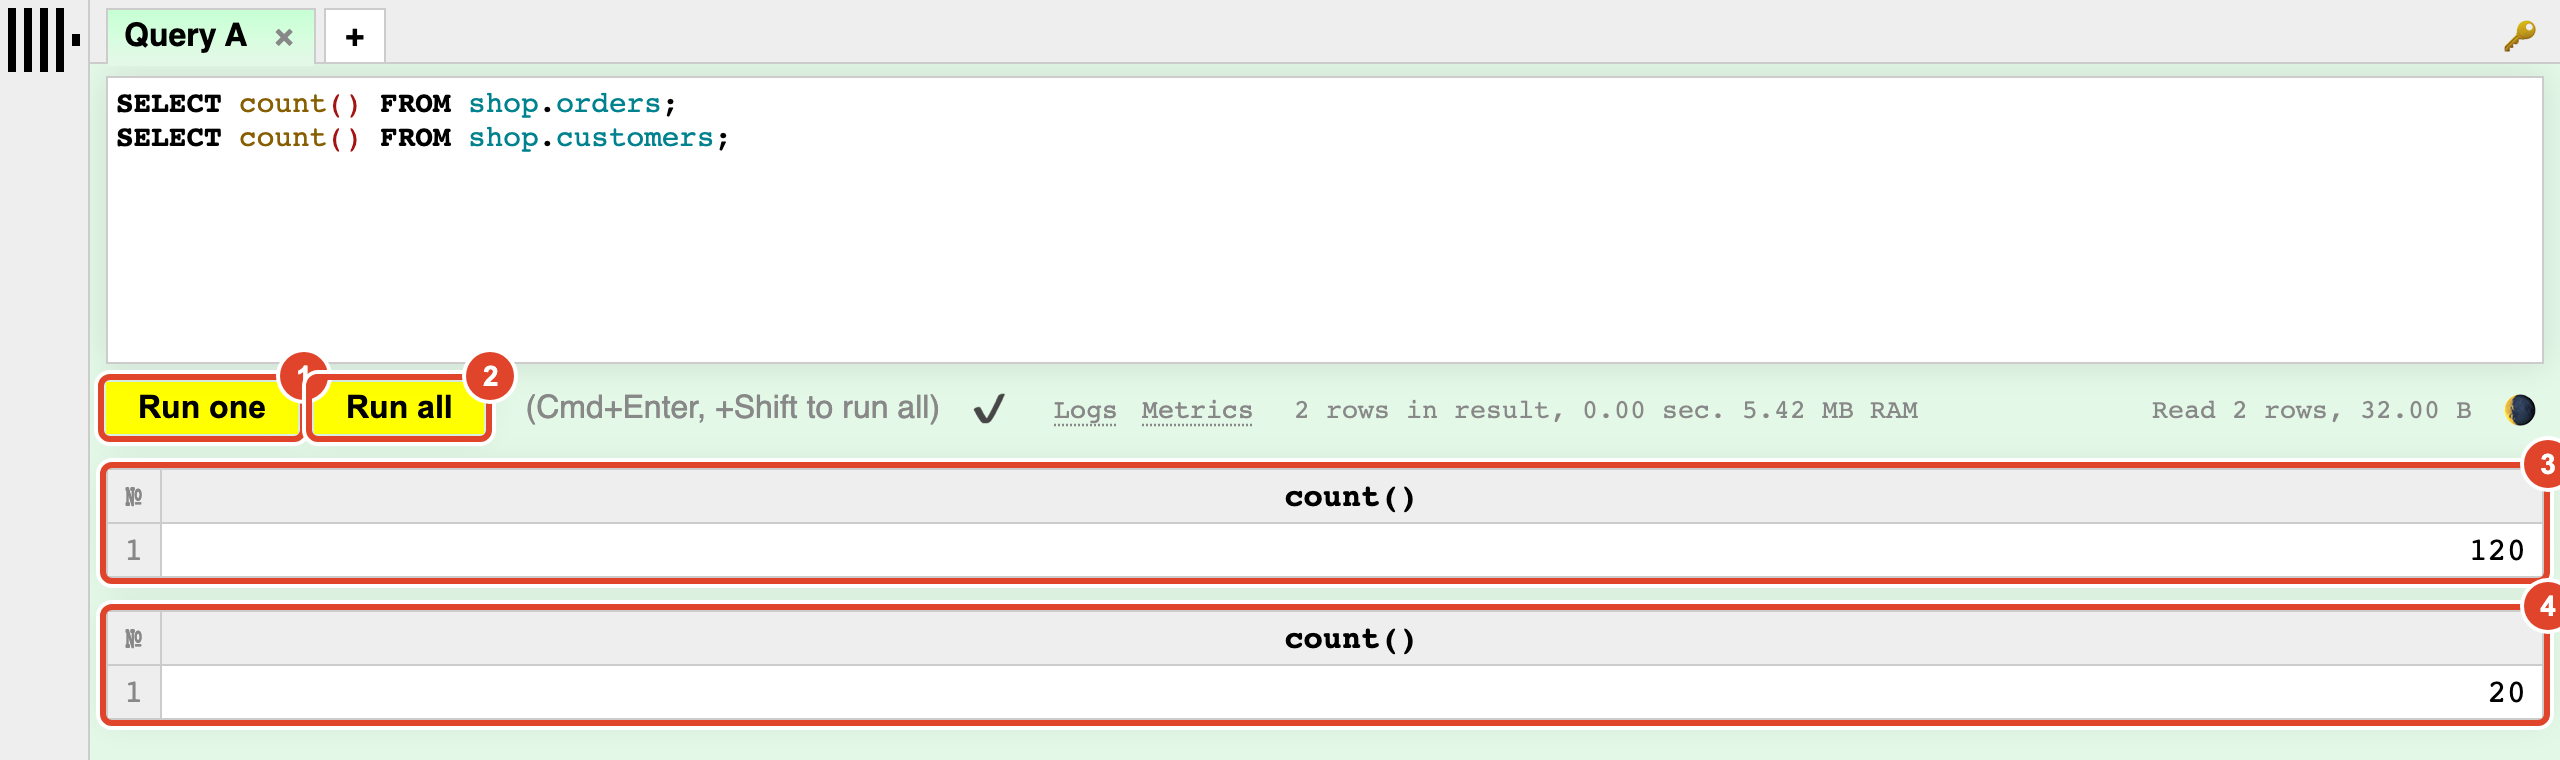 Query A ×
+
SELECT count() FROM shop.orders;
SELECT count() FROM shop.customers;
1
2
Run one
Run all
(Cmd+Enter, +Shift to run all)
✔
Logs
Metrics
2 rows in result, 0.00 sec. 5.42 MB RAM
Read 2 rows, 32.00 B
3
№ count()
1 120
4
№ count()
1 20